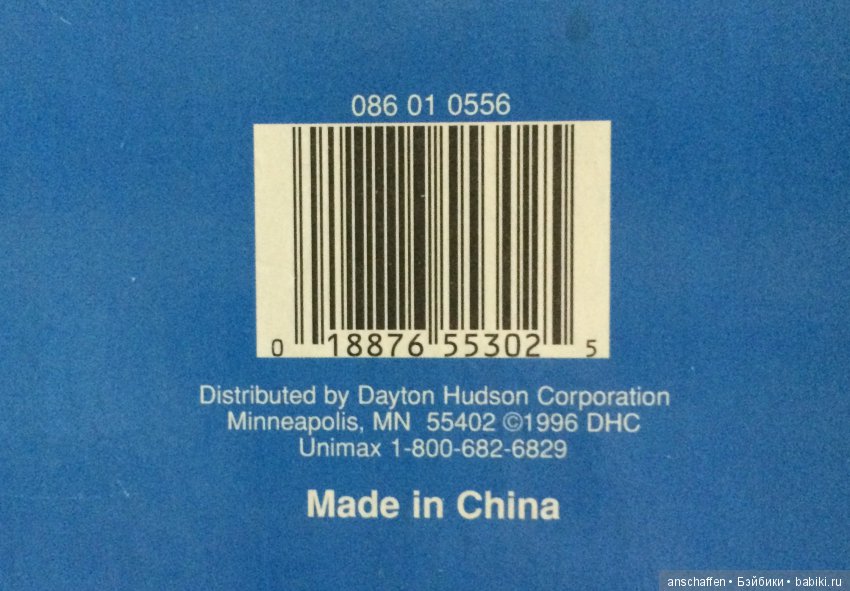 086 01 0556
0 18876 55302 5
Distributed by Dayton Hudson Corporation
Minneapolis, MN 55402 ©1996 DHC
Unimax 1-800-682-6829
Made in China
anschaffen • Бэйбики • babiki.ru